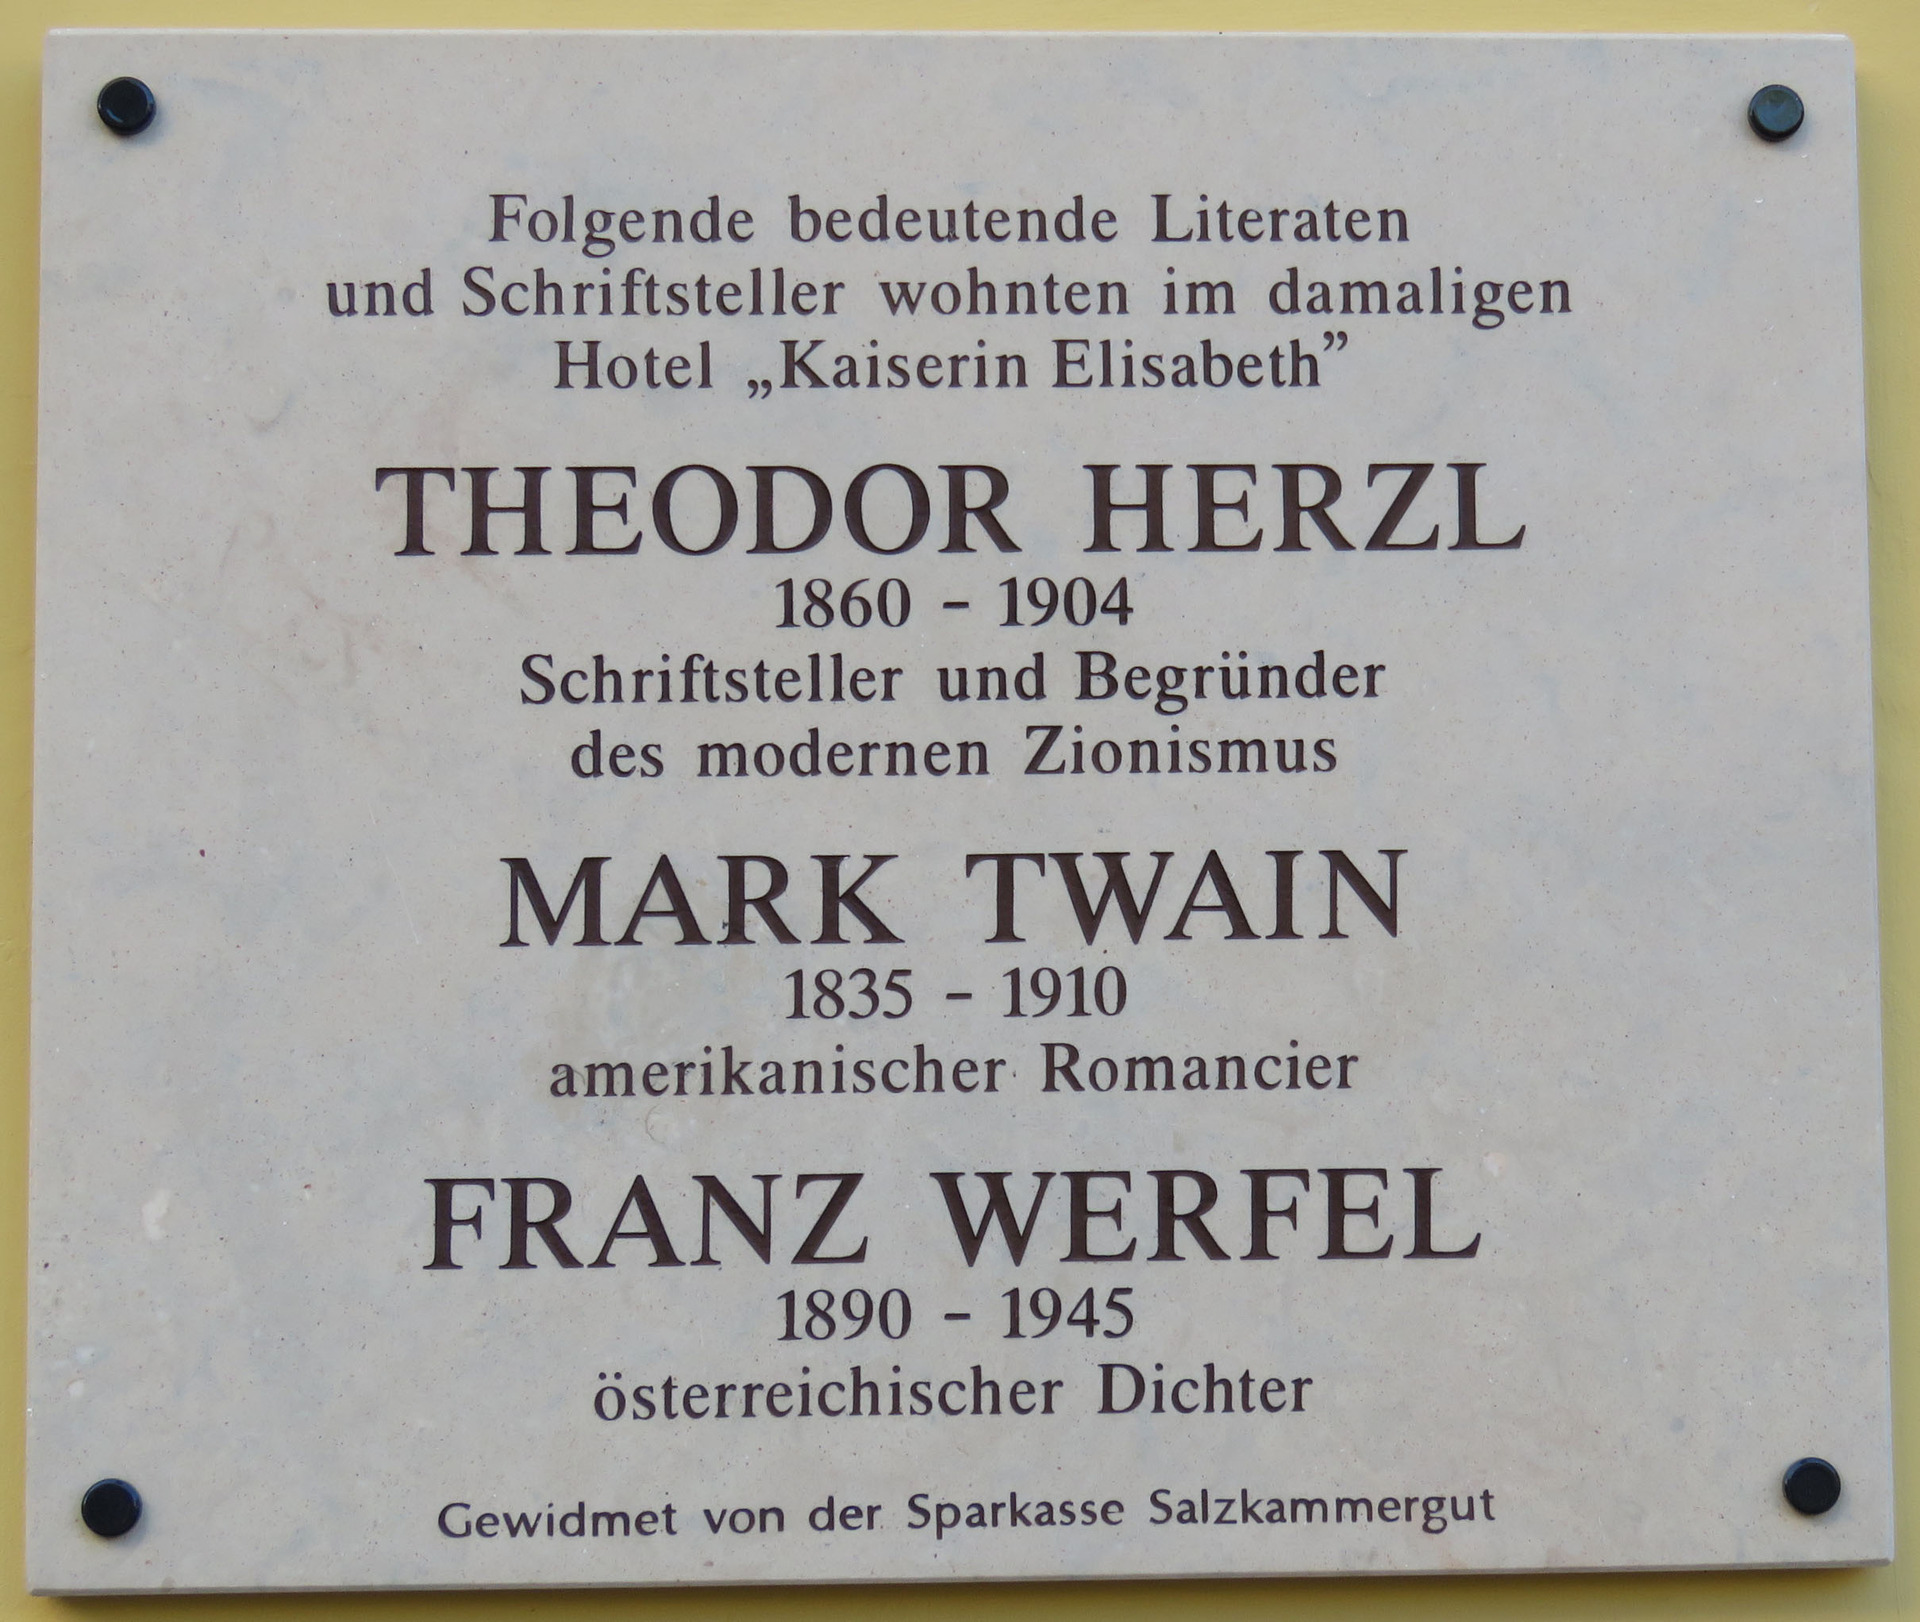 Folgende bedeutende Literaten
und Schriftsteller wohnten im damaligen
Hotel „Kaiserin Elisabeth”
THEODOR HERZL
1860 - 1904
Schriftsteller und Begründer
des modernen Zionismus
MARK TWAIN
1835 - 1910
amerikanischer Romancier
FRANZ WERFEL
1890 - 1945
österreichischer Dichter
Gewidmet von der Sparkasse Salzkammergut